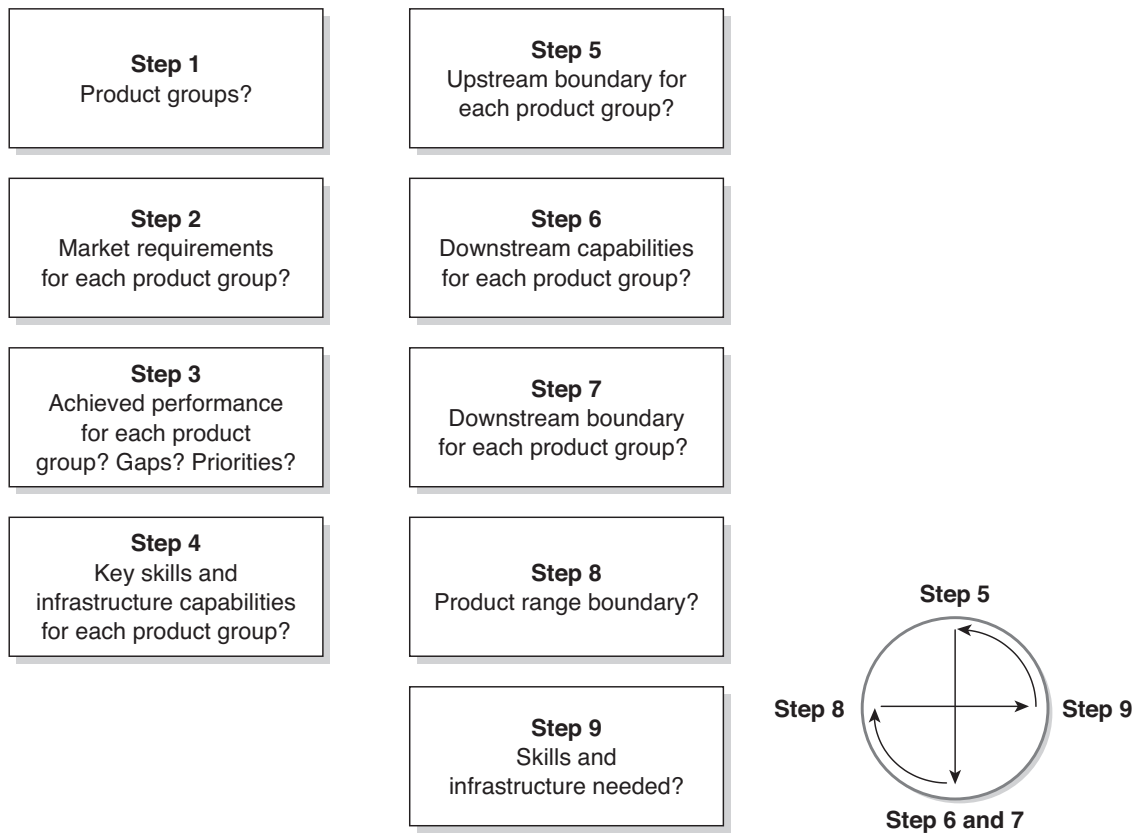 Step 1
Product groups?
Step 2
Market requirements
for each product group?
Step 3
Achieved performance
for each product
group? Gaps? Priorities?
Step 4
Key skills and
infrastructure capabilities
for each product group?
Step 5
Upstream boundary for
each product group?
Step 6
Downstream capabilities
for each product group?
Step 7
Downstream boundary
for each product group?
Step 8
Product range boundary?
Step 9
Skills and
infrastructure needed?
Step 5
Step 8
Step 9
Step 6 and 7